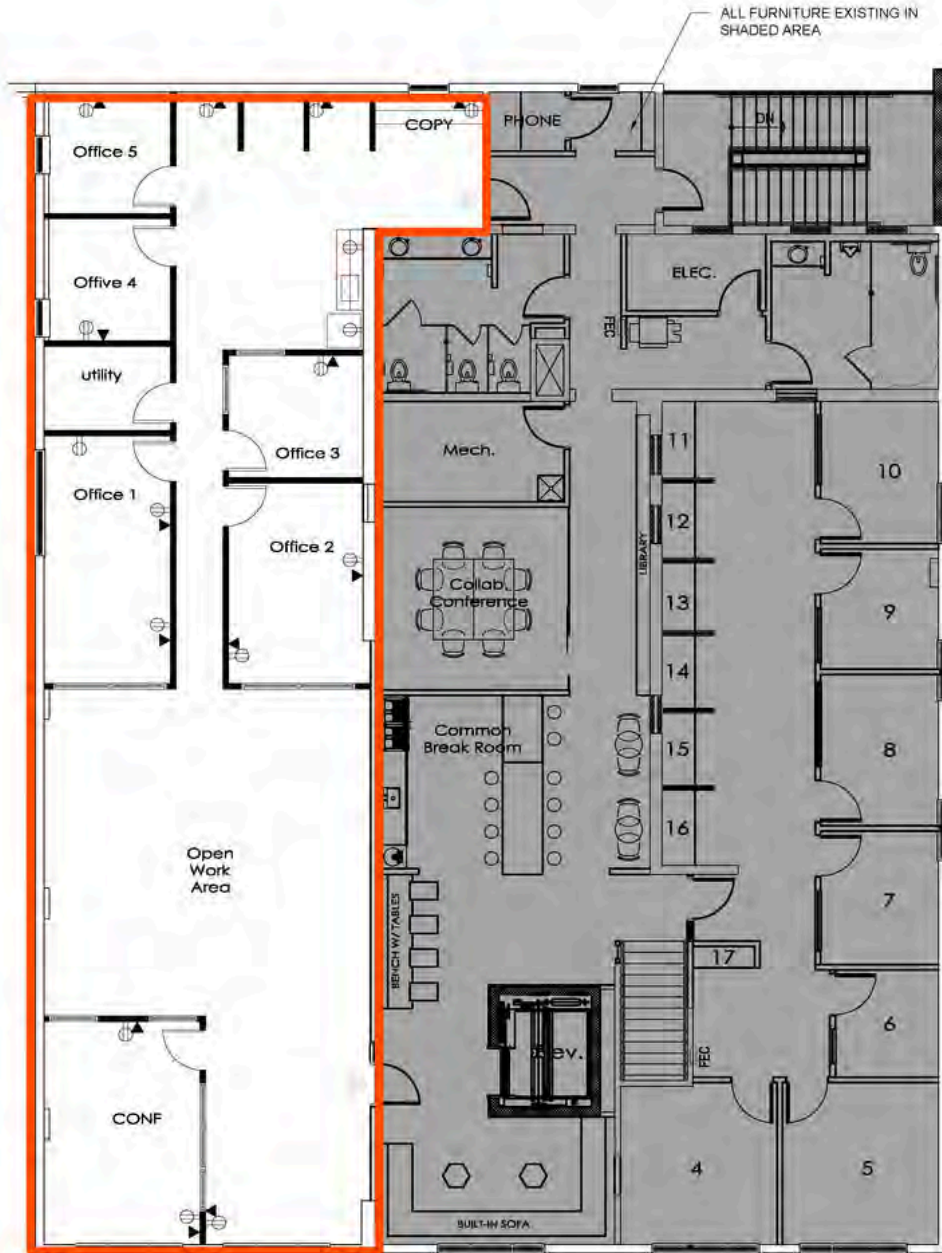 ALL FURNITURE EXISTING IN
SHADED AREA
COPY
PHONE
DN
Office 5
Offive 4
ELEC.
FEC
utility
Office 3
Mech.
11
10
Office 1
Office 2
12
LIBRARY
Collab.
Conference
13
9
14
Common
Break Room
15
8
16
Open
Work
Area
7
BENCH W/ TABLES
17
6
ev.
FEC
CONF
4
5
BUILT-IN SOFA